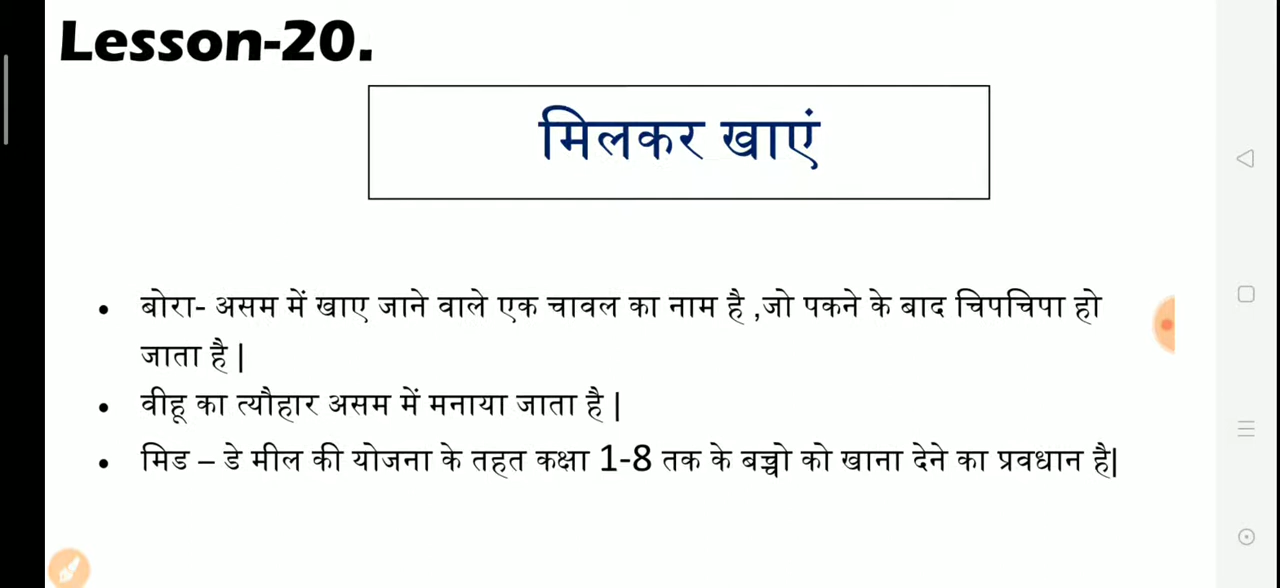 Lesson-20.
मिलकर खाएं
• बोरा- असम में खाए जाने वाले एक चावल का नाम है ,जो पकने के बाद चिपचिपा हो
जाता है |
• वीहू का त्यौहार असम में मनाया जाता है |
• मिड – डे मील की योजना के तहत कक्षा 1-8 तक के बच्चो को खाना देने का प्रवधान है|